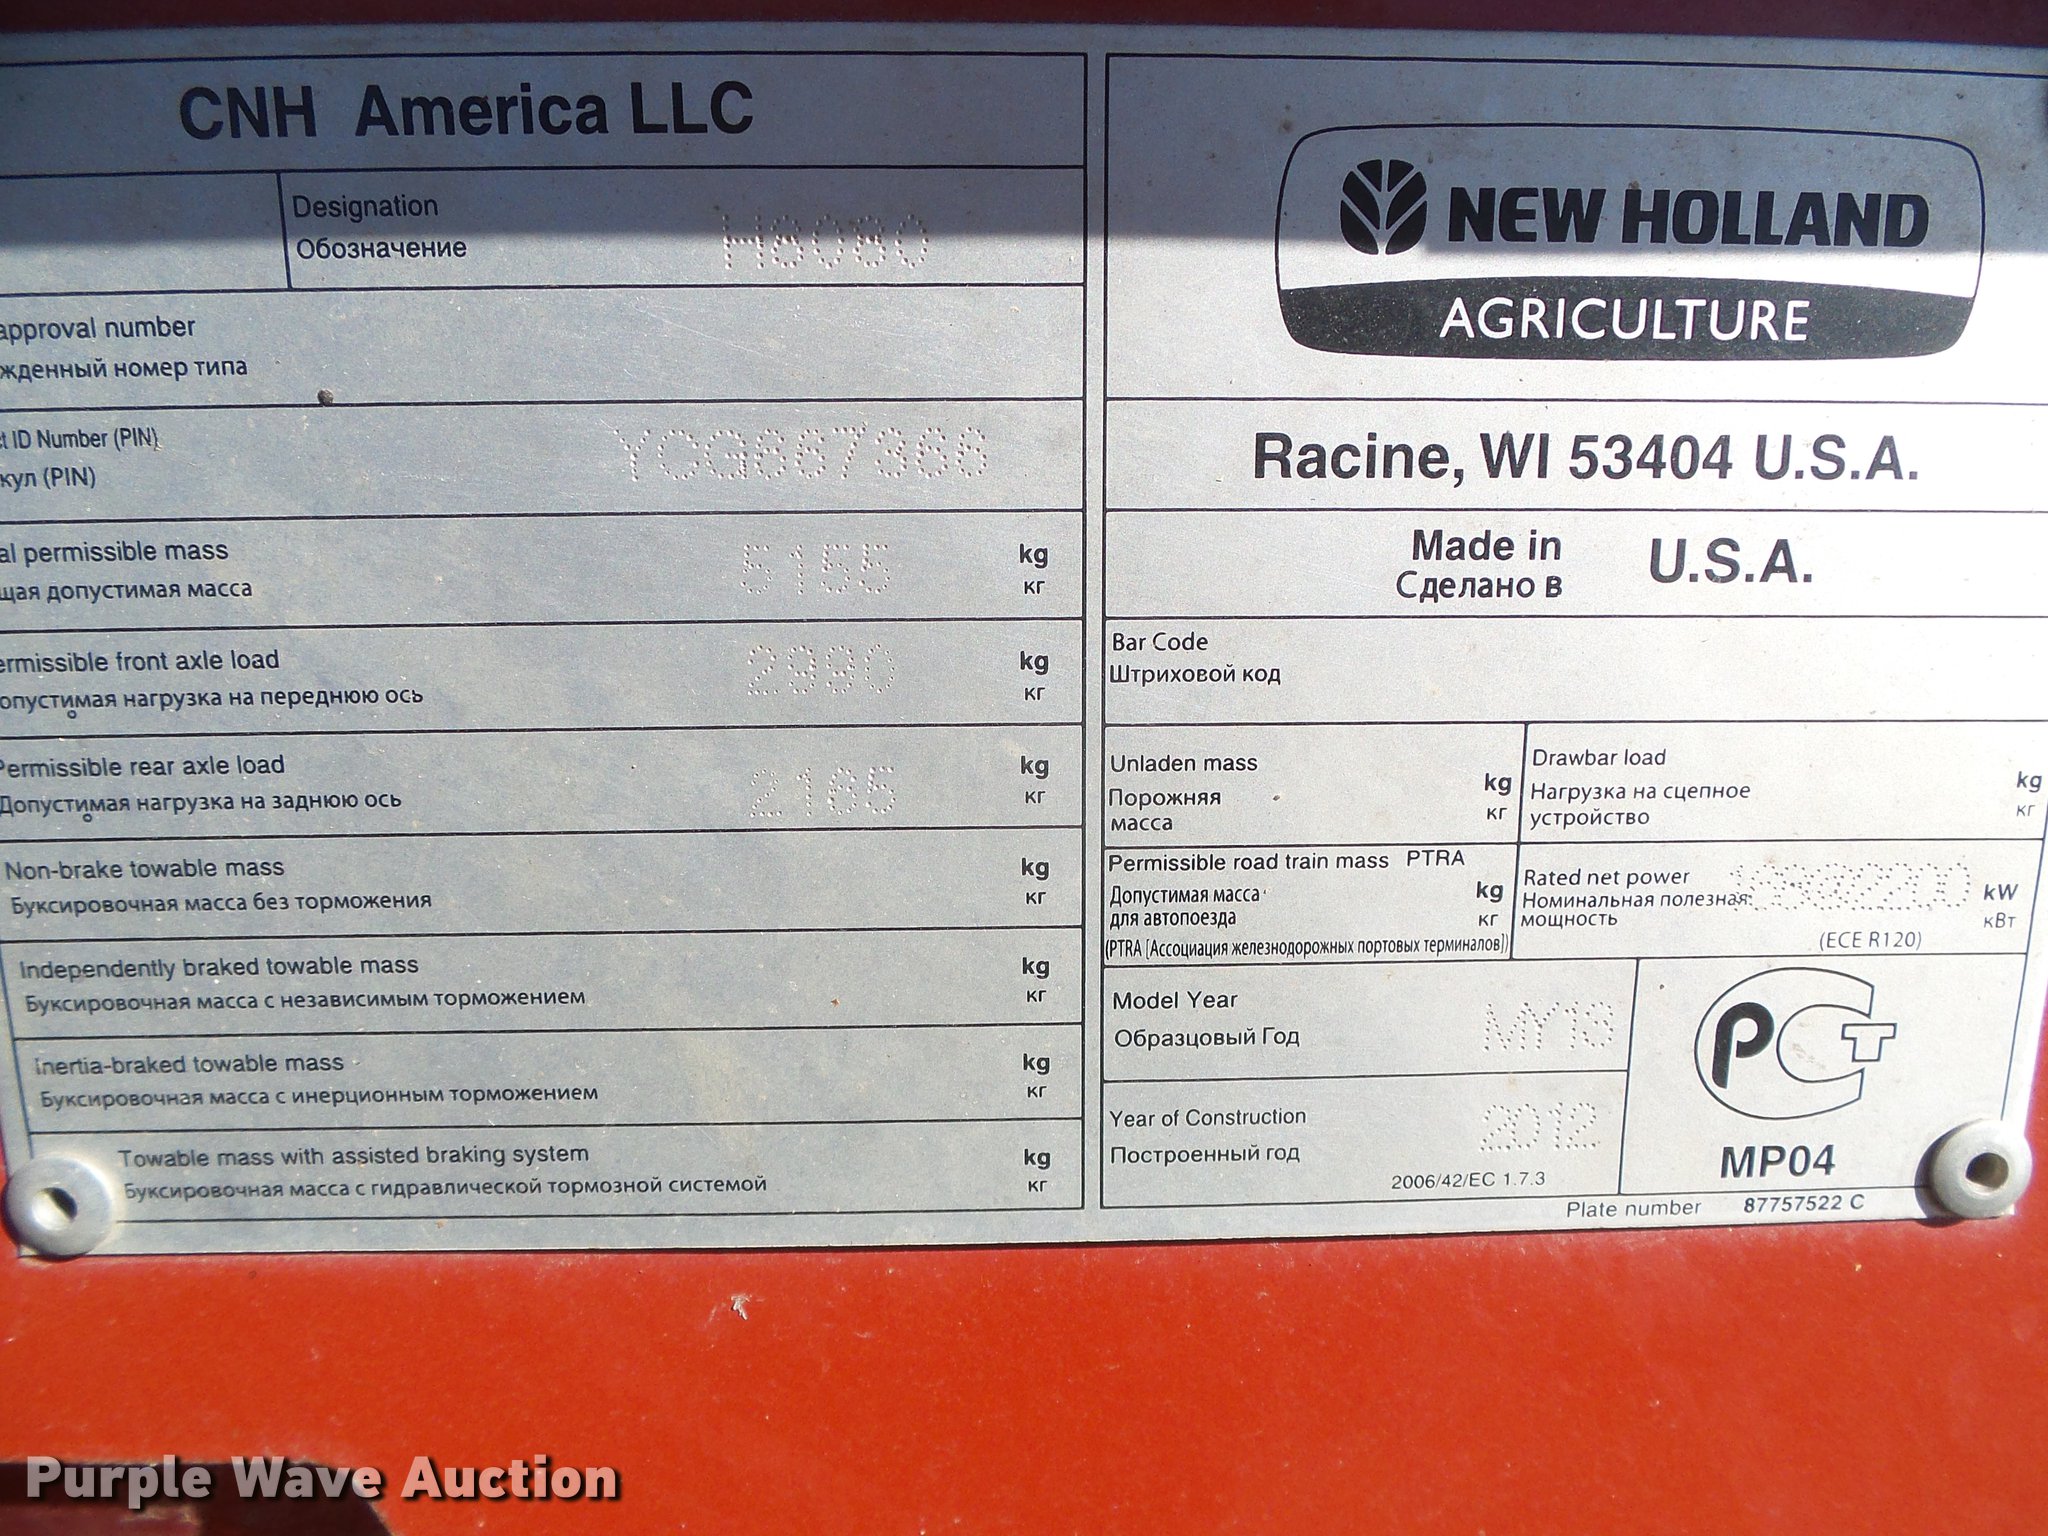 CNH America LLC
Designation
Обозначение
H8080
approval number
жденный номер типа
ct ID Number (PIN)
кул (PIN)
YCG667366
al permissible mass
щая допустимая масса
5155
kg
кг
ermissible front axle load
опустимая нагрузка на переднюю ось
2990
kg
кг
Permissible rear axle load
Допустимая нагрузка на заднюю ось
2165
kg
кг
Non-brake towable mass
Буксировочная масса без торможения
kg
кг
Independently braked towable mass
Буксировочная масса с независимым торможением
kg
кг
Inertia-braked towable mass
Буксировочная масса с инерционным торможением
kg
кг
Towable mass with assisted braking system
Буксировочная масса с гидравлической тормозной системой
kg
кг
NEW HOLLAND
AGRICULTURE
Racine, WI 53404 U.S.A.
Made in
Сделано в
U.S.A.
Bar Code
Штриховой код
Unladen mass
Порожняя
масса
kg
кг
Drawbar load
Нагрузка на сцепное
устройство
kg
кг
Permissible road train mass PTRA
Допустимая масса
для автопоезда
kg
кг
(PTRA [Ассоциация железнодорожных портовых терминалов])
Rated net power
Номинальная полезная
мощность
kW
кВт
(ECE R120)
Model Year
Образцовый Год
MY13
Year of Construction
Построенный год
2012
2006/42/EC 1.7.3
РСТ
MP04
Plate number 87757522 C
Purple Wave Auction